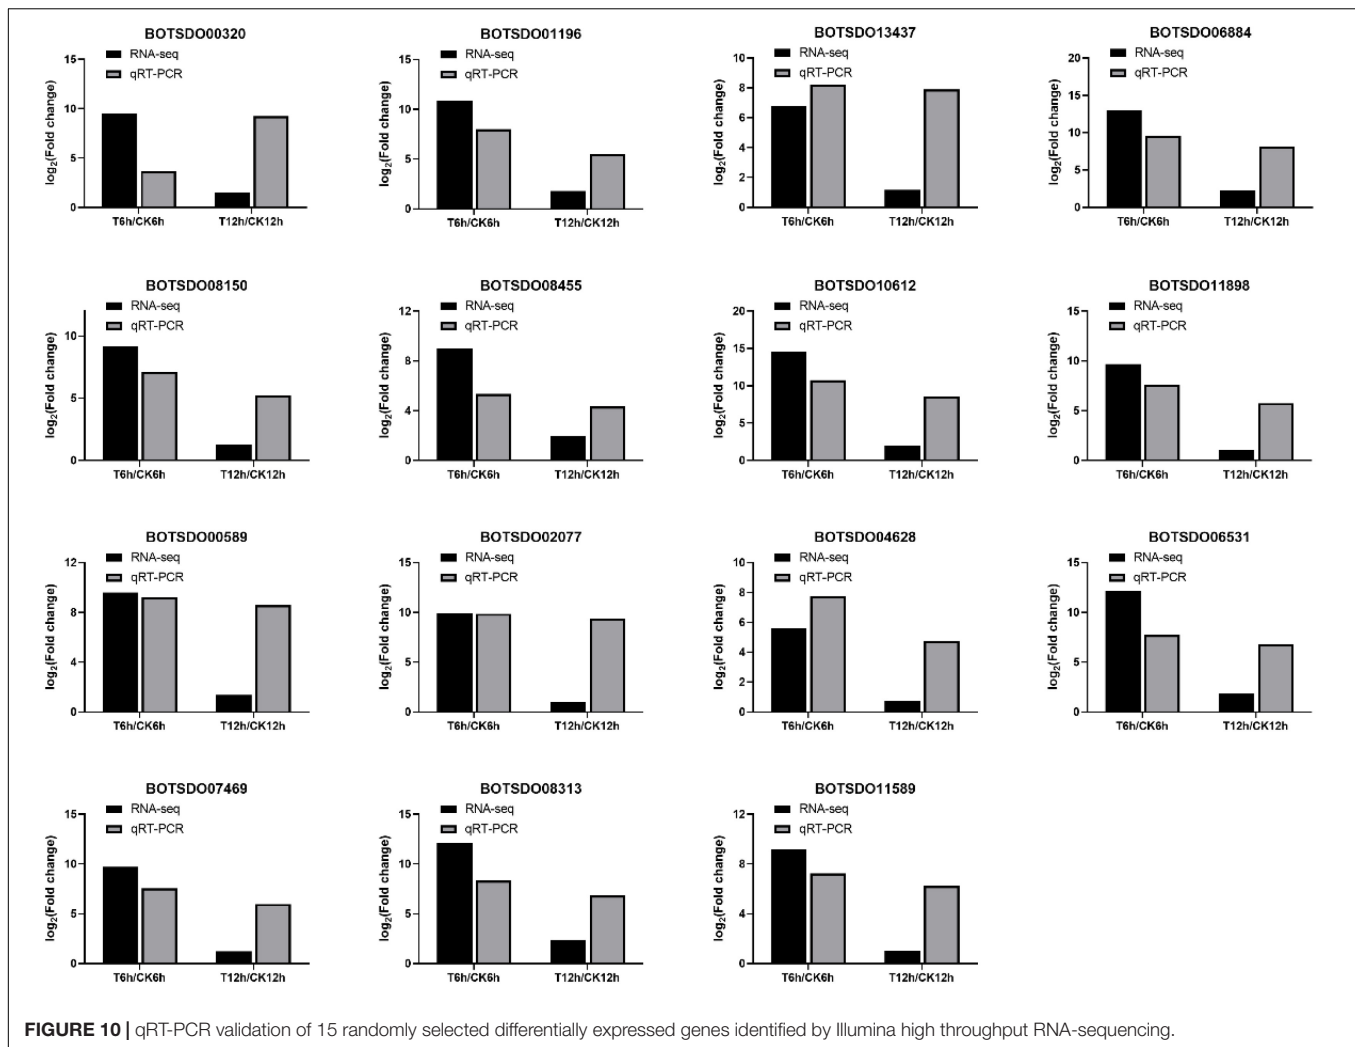 BOTSDO00320
RNA-seq
qRT-PCR
log2(Fold change)
15
10
5
0
T6h/CK6h
T12h/CK12h
BOTSDO01196
RNA-seq
qRT-PCR
log2(Fold change)
15
10
5
0
T6h/CK6h
T12h/CK12h
BOTSDO13437
RNA-seq
qRT-PCR
log2(Fold change)
10
8
6
4
2
0
T6h/CK6h
T12h/CK12h
BOTSDO06884
RNA-seq
qRT-PCR
log2(Fold change)
20
15
10
5
0
T6h/CK6h
T12h/CK12h
BOTSDO08150
RNA-seq
qRT-PCR
log2(Fold change)
10
5
0
T6h/CK6h
T12h/CK12h
BOTSDO08455
RNA-seq
qRT-PCR
log2(Fold change)
12
8
4
0
T6h/CK6h
T12h/CK12h
BOTSDO10612
RNA-seq
qRT-PCR
log2(Fold change)
20
15
10
5
0
T6h/CK6h
T12h/CK12h
BOTSDO11898
RNA-seq
qRT-PCR
log2(Fold change)
15
10
5
0
T6h/CK6h
T12h/CK12h
BOTSDO00589
RNA-seq
qRT-PCR
log2(Fold change)
12
8
4
0
T6h/CK6h
T12h/CK12h
BOTSDO02077
RNA-seq
qRT-PCR
log2(Fold change)
15
10
5
0
T6h/CK6h
T12h/CK12h
BOTSDO04628
RNA-seq
qRT-PCR
log2(Fold change)
10
8
6
4
2
0
T6h/CK6h
T12h/CK12h
BOTSDO06531
RNA-seq
qRT-PCR
log2(Fold change)
15
10
5
0
T6h/CK6h
T12h/CK12h
BOTSDO07469
RNA-seq
qRT-PCR
log2(Fold change)
15
10
5
0
T6h/CK6h
T12h/CK12h
BOTSDO08313
RNA-seq
qRT-PCR
log2(Fold change)
15
10
5
0
T6h/CK6h
T12h/CK12h
BOTSDO11589
RNA-seq
qRT-PCR
log2(Fold change)
12
8
4
0
T6h/CK6h
T12h/CK12h
FIGURE 10 | qRT-PCR validation of 15 randomly selected differentially expressed genes identified by Illumina high throughput RNA-sequencing.